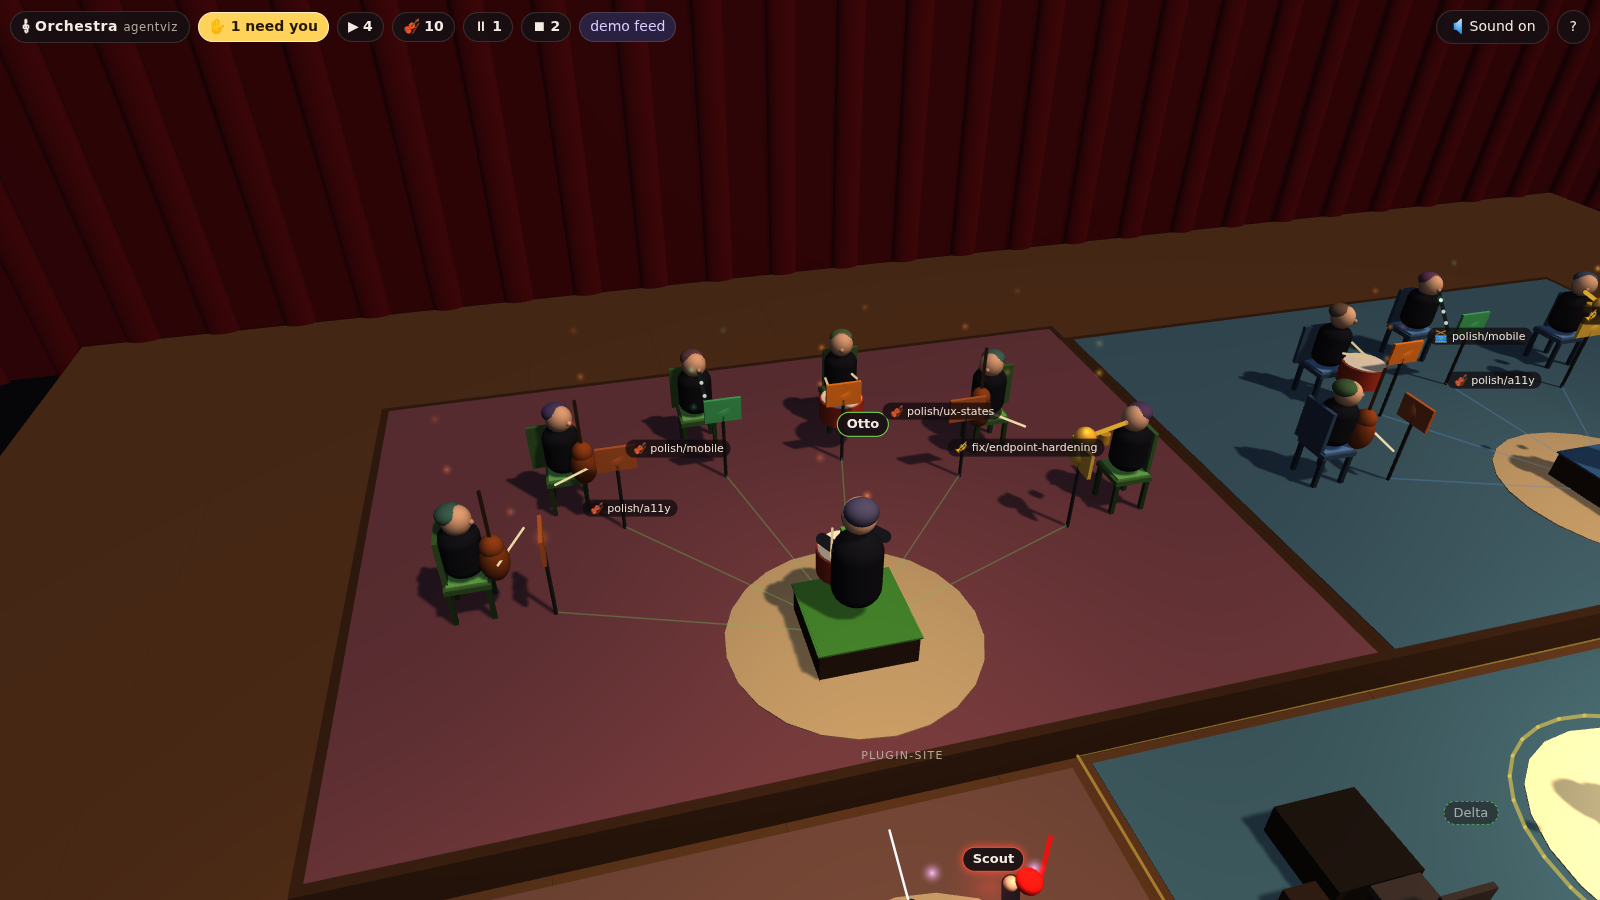 Orchestra agentviz
1 need you
4
10
1
2
demo feed
Sound on
?
polish/mobile
polish/a11y
polish/ux-states
Otto
polish/mobile
fix/endpoint-hardening
polish/a11y
PLUGIN-SITE
Delta
Scout